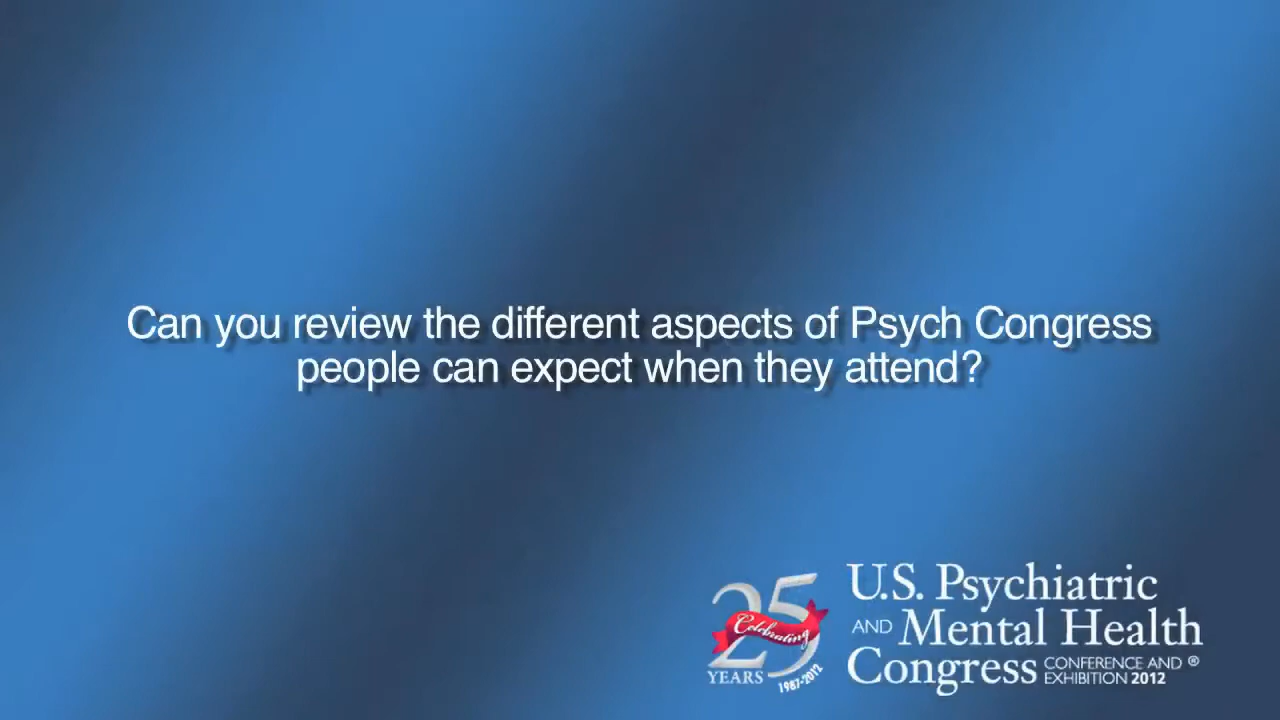 Can you review the different aspects of Psych Congress
people can expect when they attend?
25
Celebrating
YEARS
1987-2012
U.S. Psychiatric
AND Mental Health
Congress CONFERENCE AND ®
EXHIBITION 2012